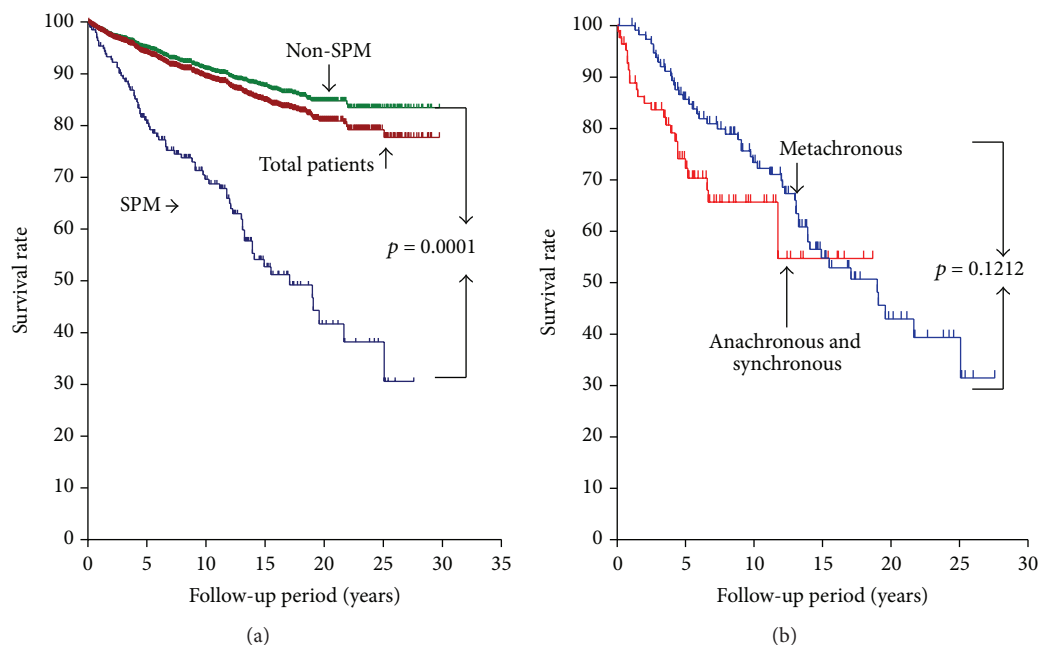 100
90
80
70
60
50
40
30
20
10
0
Survival rate
Non-SPM
Total patients
SPM
p = 0.0001
0 5 10 15 20 25 30 35
Follow-up period (years)
(a)
100
90
80
70
60
50
40
30
20
10
0
Survival rate
Metachronous
p = 0.1212
Anachronous and
synchronous
0 5 10 15 20 25 30
Follow-up period (years)
(b)